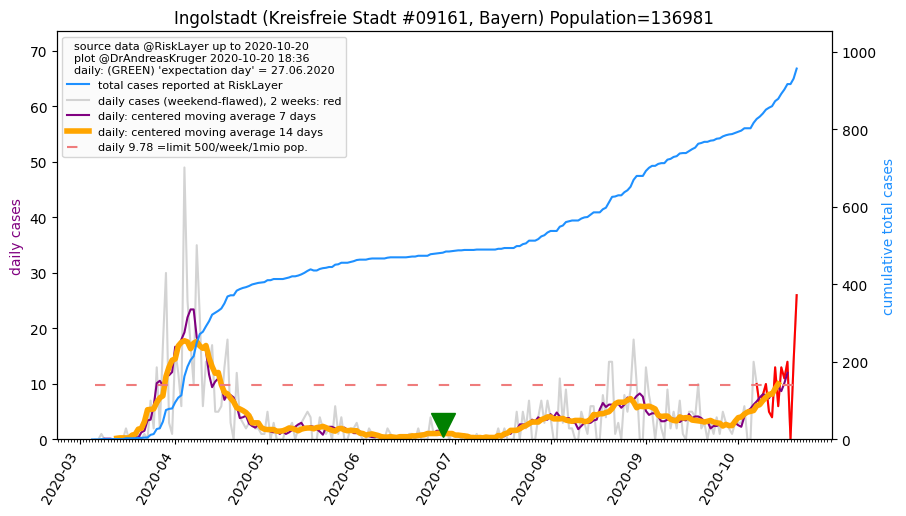 Ingolstadt (Kreisfreie Stadt #09161, Bayern) Population=136981
source data @RiskLayer up to 2020-10-20
plot @DrAndreasKruger 2020-10-20 18:36
daily: (GREEN) 'expectation day' = 27.06.2020
total cases reported at RiskLayer
daily cases (weekend-flawed), 2 weeks: red
daily: centered moving average 7 days
daily: centered moving average 14 days
daily 9.78 =limit 500/week/1mio pop.
daily cases
70
60
50
40
30
20
10
0
cumulative total cases
1000
800
600
400
200
0
2020-03
2020-04
2020-05
2020-06
2020-07
2020-08
2020-09
2020-10